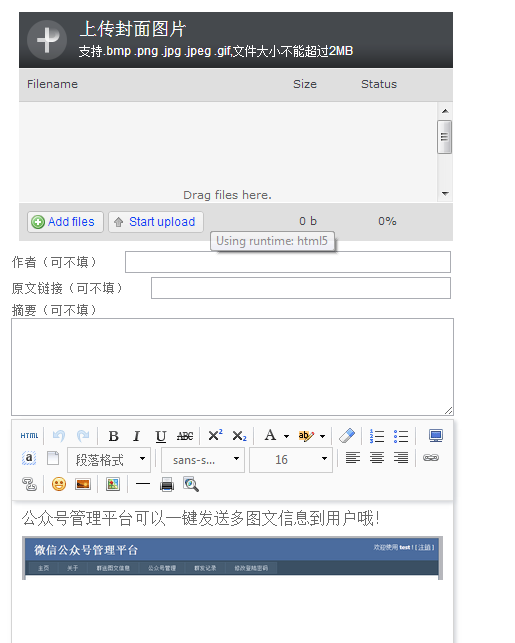 上传封面图片
支持.bmp .png .jpg .jpeg .gif,文件大小不能超过2MB
Filename Size Status
Drag files here.
Add files Start upload 0 b 0%
Using runtime: html5
作者（可不填）
原文链接（可不填）
摘要（可不填）
HTML B I U ABC X² X₂ A ab
a 段落格式 sans-s... 16
公众号管理平台可以一键发送多图文信息到用户哦!
微信公众号管理平台 欢迎使用 test ! [ 注销 ]
主页 关于 群选图文信息 公众号管理 群发记录 修改登陆密码